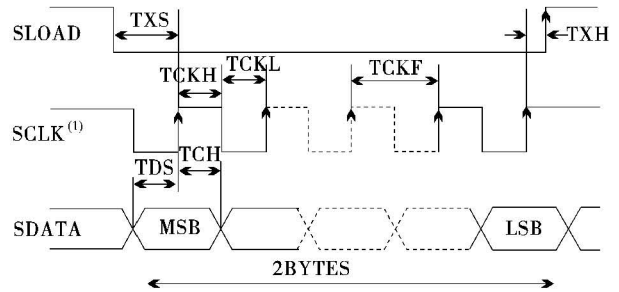 TXS
SLOAD
TXH
TCKH
TCKL
TCKF
SCLK(1)
TDS
TCH
SDATA
MSB
LSB
2BYTES